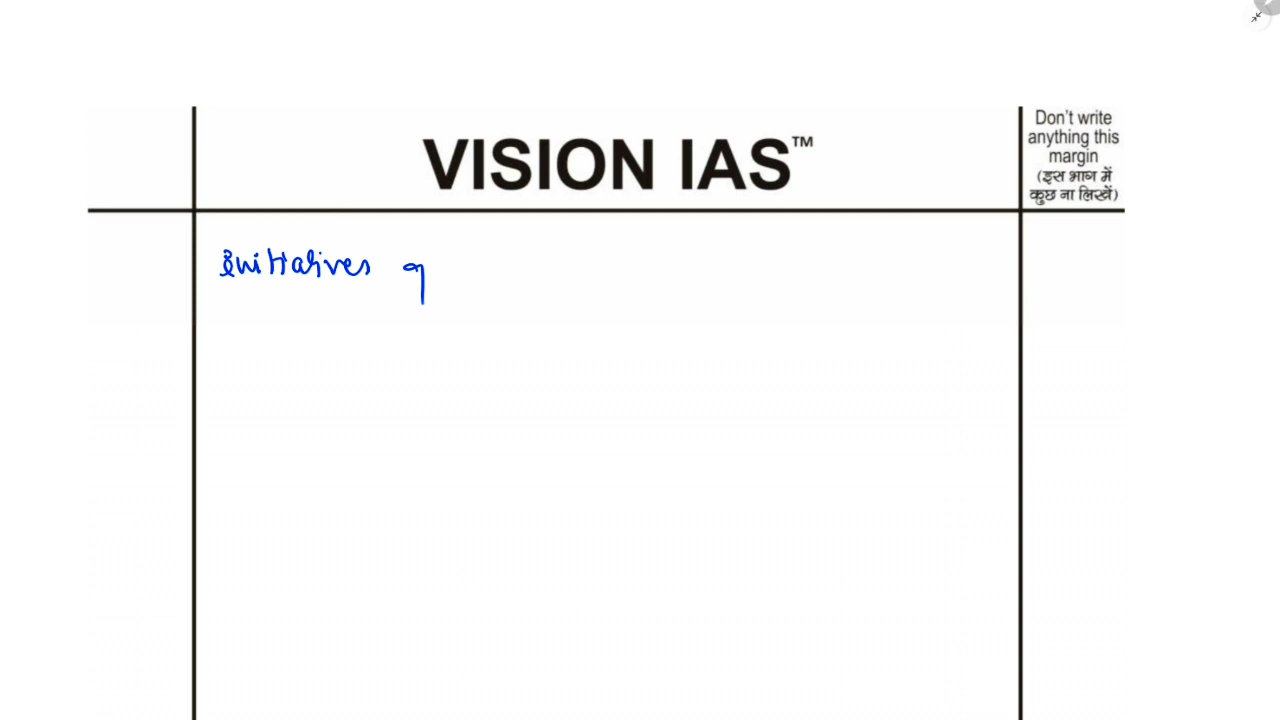 VISION IAS™
Don't write
anything this
margin
(इस भाग में
कुछ ना लिखें)
Initiatives